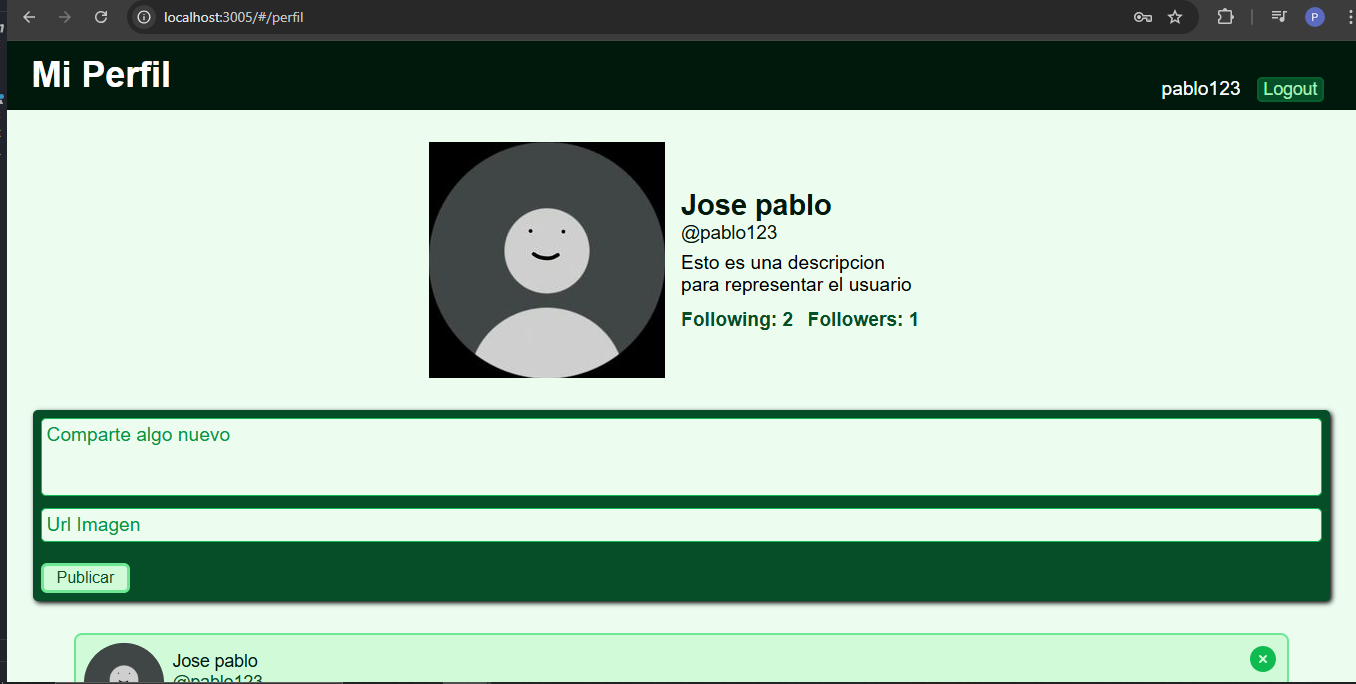 localhost:3005/#/perfil
P
Mi Perfil
pablo123 Logout
Jose pablo
@pablo123
Esto es una descripcion
para representar el usuario
Following: 2 Followers: 1
Comparte algo nuevo
Url Imagen
Publicar
Jose pablo
@pablo123